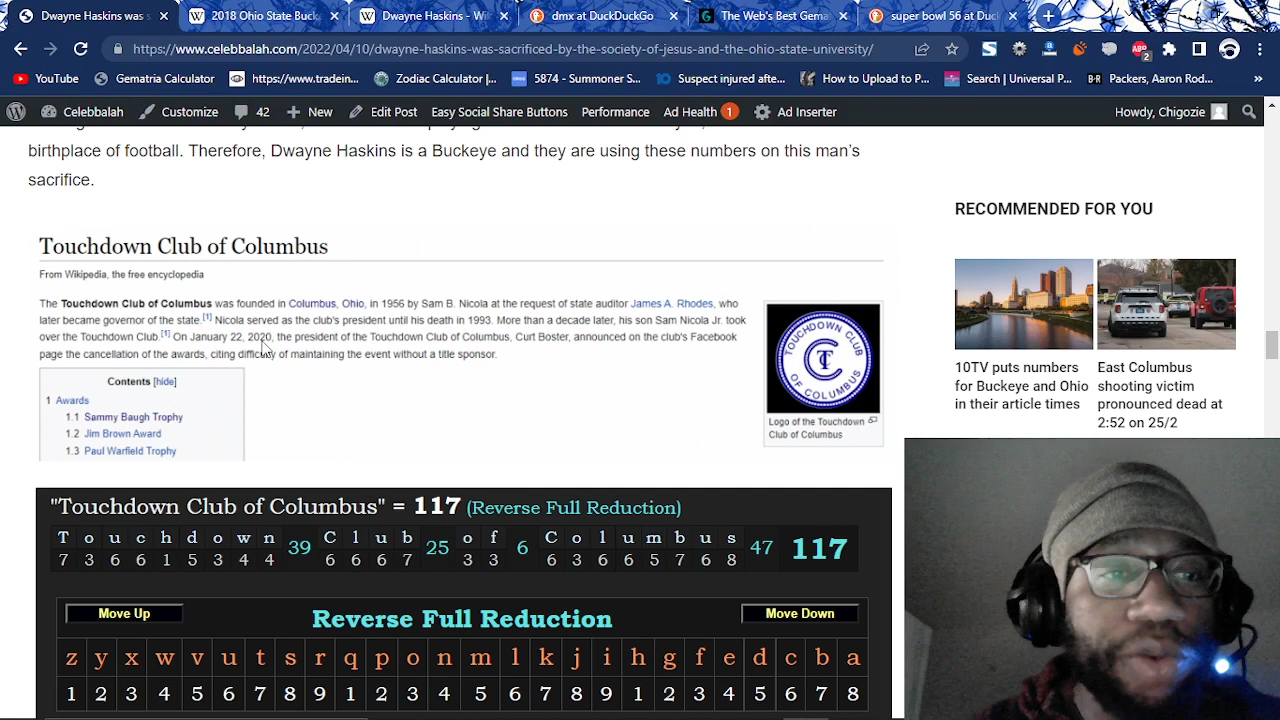 Dwayne Haskins was s
2018 Ohio State Buck
Dwayne Haskins - Wi
dmx at DuckDuckGo
The Web's Best Gema
super bowl 56 at Duc
https://www.celebbalah.com/2022/04/10/dwayne-haskins-was-sacrificed-by-the-society-of-jesus-and-the-ohio-state-university/
YouTube
Gematria Calculator
https://www.tradein...
Zodiac Calculator |...
5874 - Summoner S...
Suspect injured afte...
How to Upload to P...
Search | Universal P...
Packers, Aaron Rod...
Celebbalah
Customize
42
New
Edit Post
Easy Social Share Buttons
Performance
Ad Health 1
Ad Inserter
Howdy, Chigozie
birthplace of football. Therefore, Dwayne Haskins is a Buckeye and they are using these numbers on this man's
sacrifice.
Touchdown Club of Columbus
From Wikipedia, the free encyclopedia
The Touchdown Club of Columbus was founded in Columbus, Ohio, in 1956 by Sam B. Nicola at the request of state auditor James A. Rhodes, who
later became governor of the state.[1] Nicola served as the club's president until his death in 1993. More than a decade later, his son Sam Nicola Jr. took
over the Touchdown Club.[1] On January 22, 2020, the president of the Touchdown Club of Columbus, Curt Boster, announced on the club's Facebook
page the cancellation of the awards, citing difficulty of maintaining the event without a title sponsor.
Contents [hide]
1 Awards
1.1 Sammy Baugh Trophy
1.2 Jim Brown Award
1.3 Paul Warfield Trophy
TOUCHDOWN CLUB
OF COLUMBUS
Logo of the Touchdown
Club of Columbus
RECOMMENDED FOR YOU
10TV puts numbers
for Buckeye and Ohio
in their article times
East Columbus
shooting victim
pronounced dead at
2:52 on 25/2
"Touchdown Club of Columbus" = 117 (Reverse Full Reduction)
T o u c h d o w n 39 C l u b 25 o f 6 C o l u m b u s 47 117
7 3 6 6 1 5 3 4 4 6 6 6 7 3 3 6 3 6 6 5 7 6 8
Move Up
Reverse Full Reduction
Move Down
z y x w v u t s r q p o n m l k j i h g f e d c b a
1 2 3 4 5 6 7 8 9 1 2 3 4 5 6 7 8 9 1 2 3 4 5 6 7 8